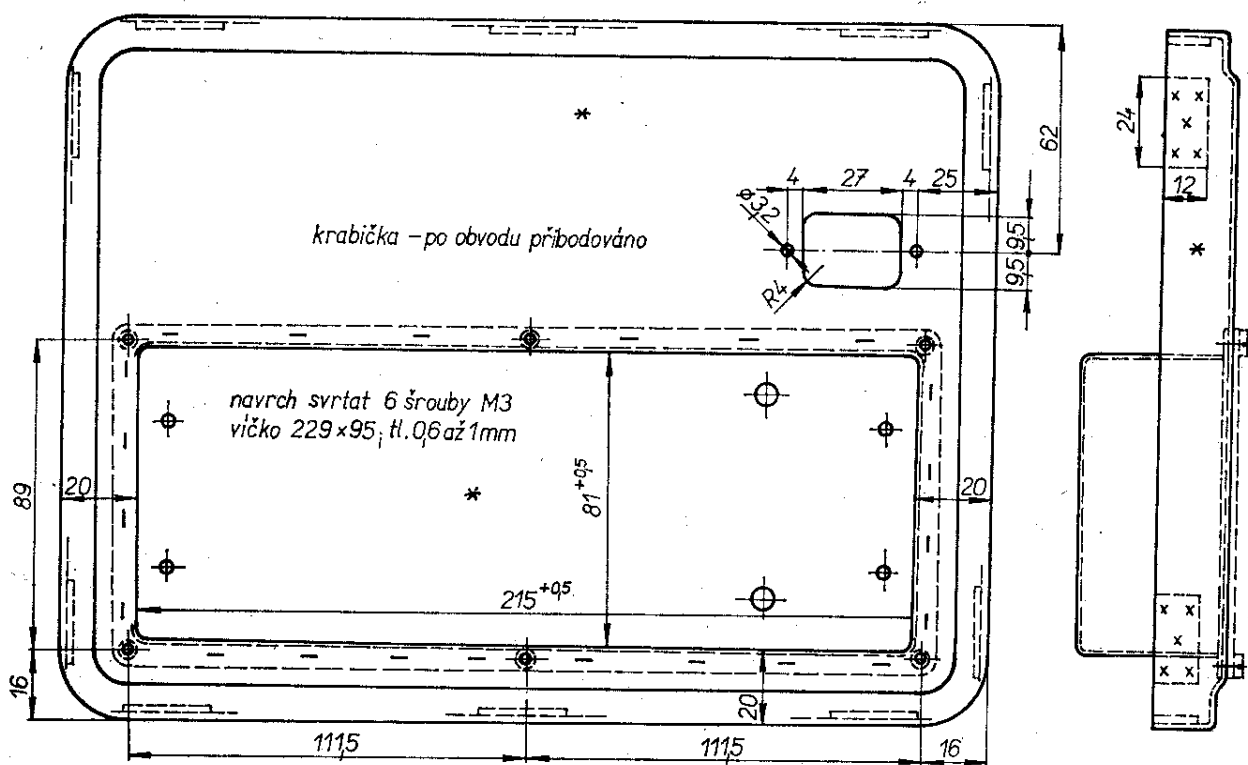 62
24
12
4 27 4 25
φ3,2
9,5 9,5
R4
krabička – po obvodu přibodováno
navrch svrtat 6 šrouby M3
víčko 229×95; tl. 0,6 až 1mm
89
20
81+0,5
20
215+0,5
16
20
111,5
111,5
16